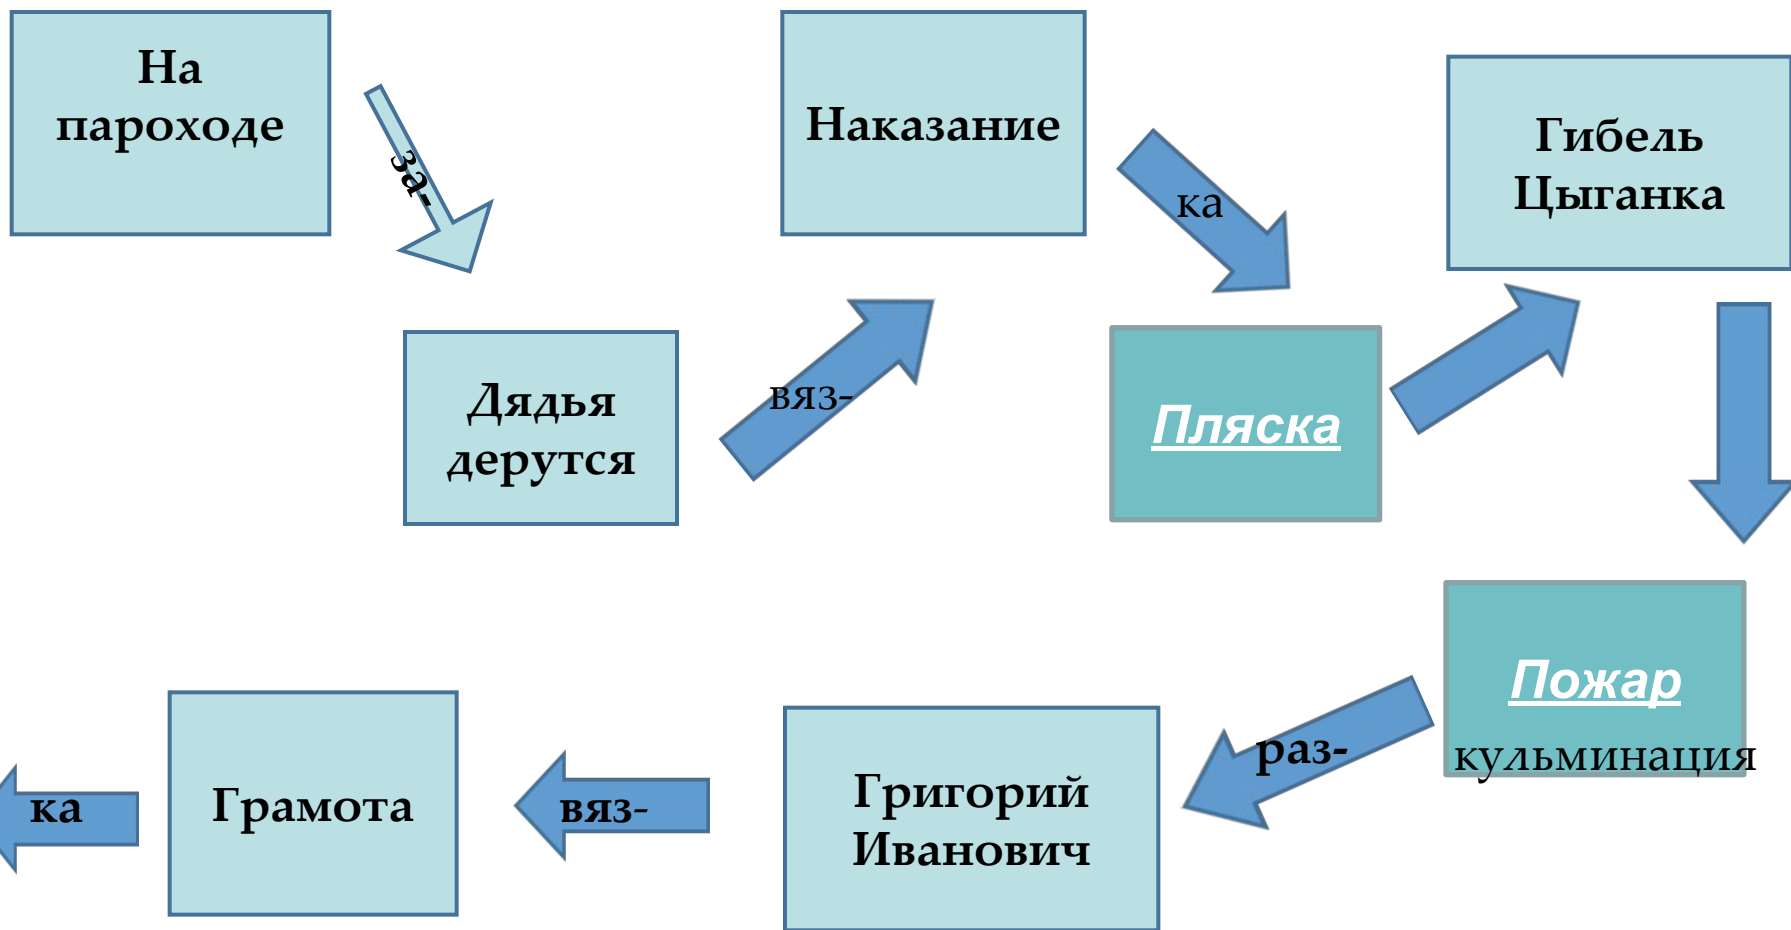 На
пароходе
за-
Дядья
дерутся
вяз-
Наказание
ка
Пляска
Гибель
Цыганка
Пожар
кульминация
раз-
Григорий
Иванович
вяз-
Грамота
ка